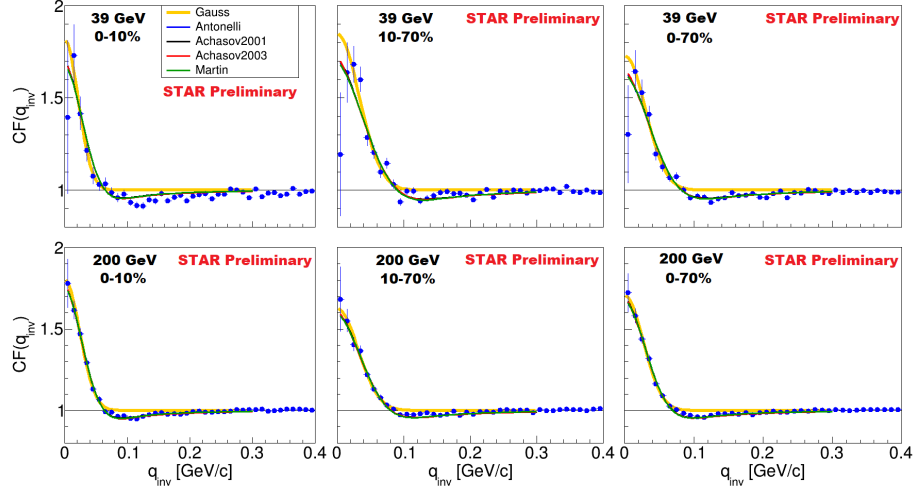 39 GeV
0-10%
Gauss
Antonelli
Achasov2001
Achasov2003
Martin
STAR Preliminary
CF(q_inv)
2
1.5
1
39 GeV
10-70%
STAR Preliminary
39 GeV
0-70%
STAR Preliminary
200 GeV
0-10%
STAR Preliminary
CF(q_inv)
2
1.5
1
0 0.1 0.2 0.3 0.4
q_inv [GeV/c]
200 GeV
10-70%
STAR Preliminary
0 0.1 0.2 0.3 0.4
q_inv [GeV/c]
200 GeV
0-70%
STAR Preliminary
0 0.1 0.2 0.3 0.4
q_inv [GeV/c]